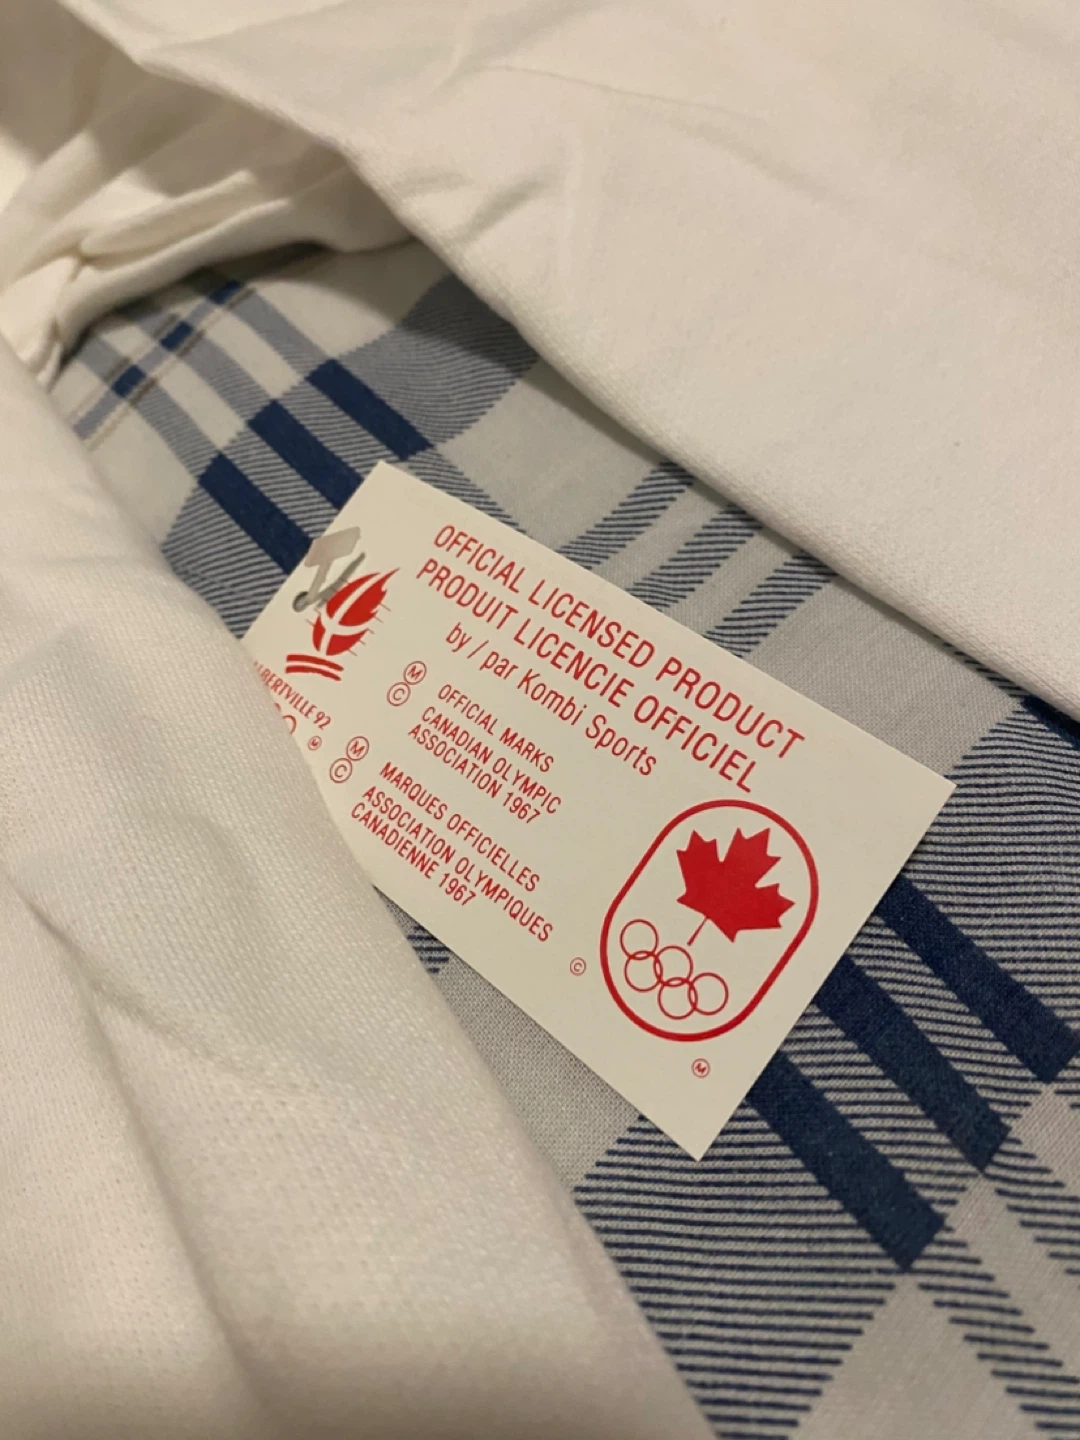 OFFICIAL LICENSED PRODUCT
PRODUIT LICENCIE OFFICIEL
by / par Kombi Sports
M
C
OFFICIAL MARKS
CANADIAN OLYMPIC
ASSOCIATION 1967
M
C
MARQUES OFFICIELLES
ASSOCIATION OLYMPIQUES
CANADIENNE 1967
92
M
©
M